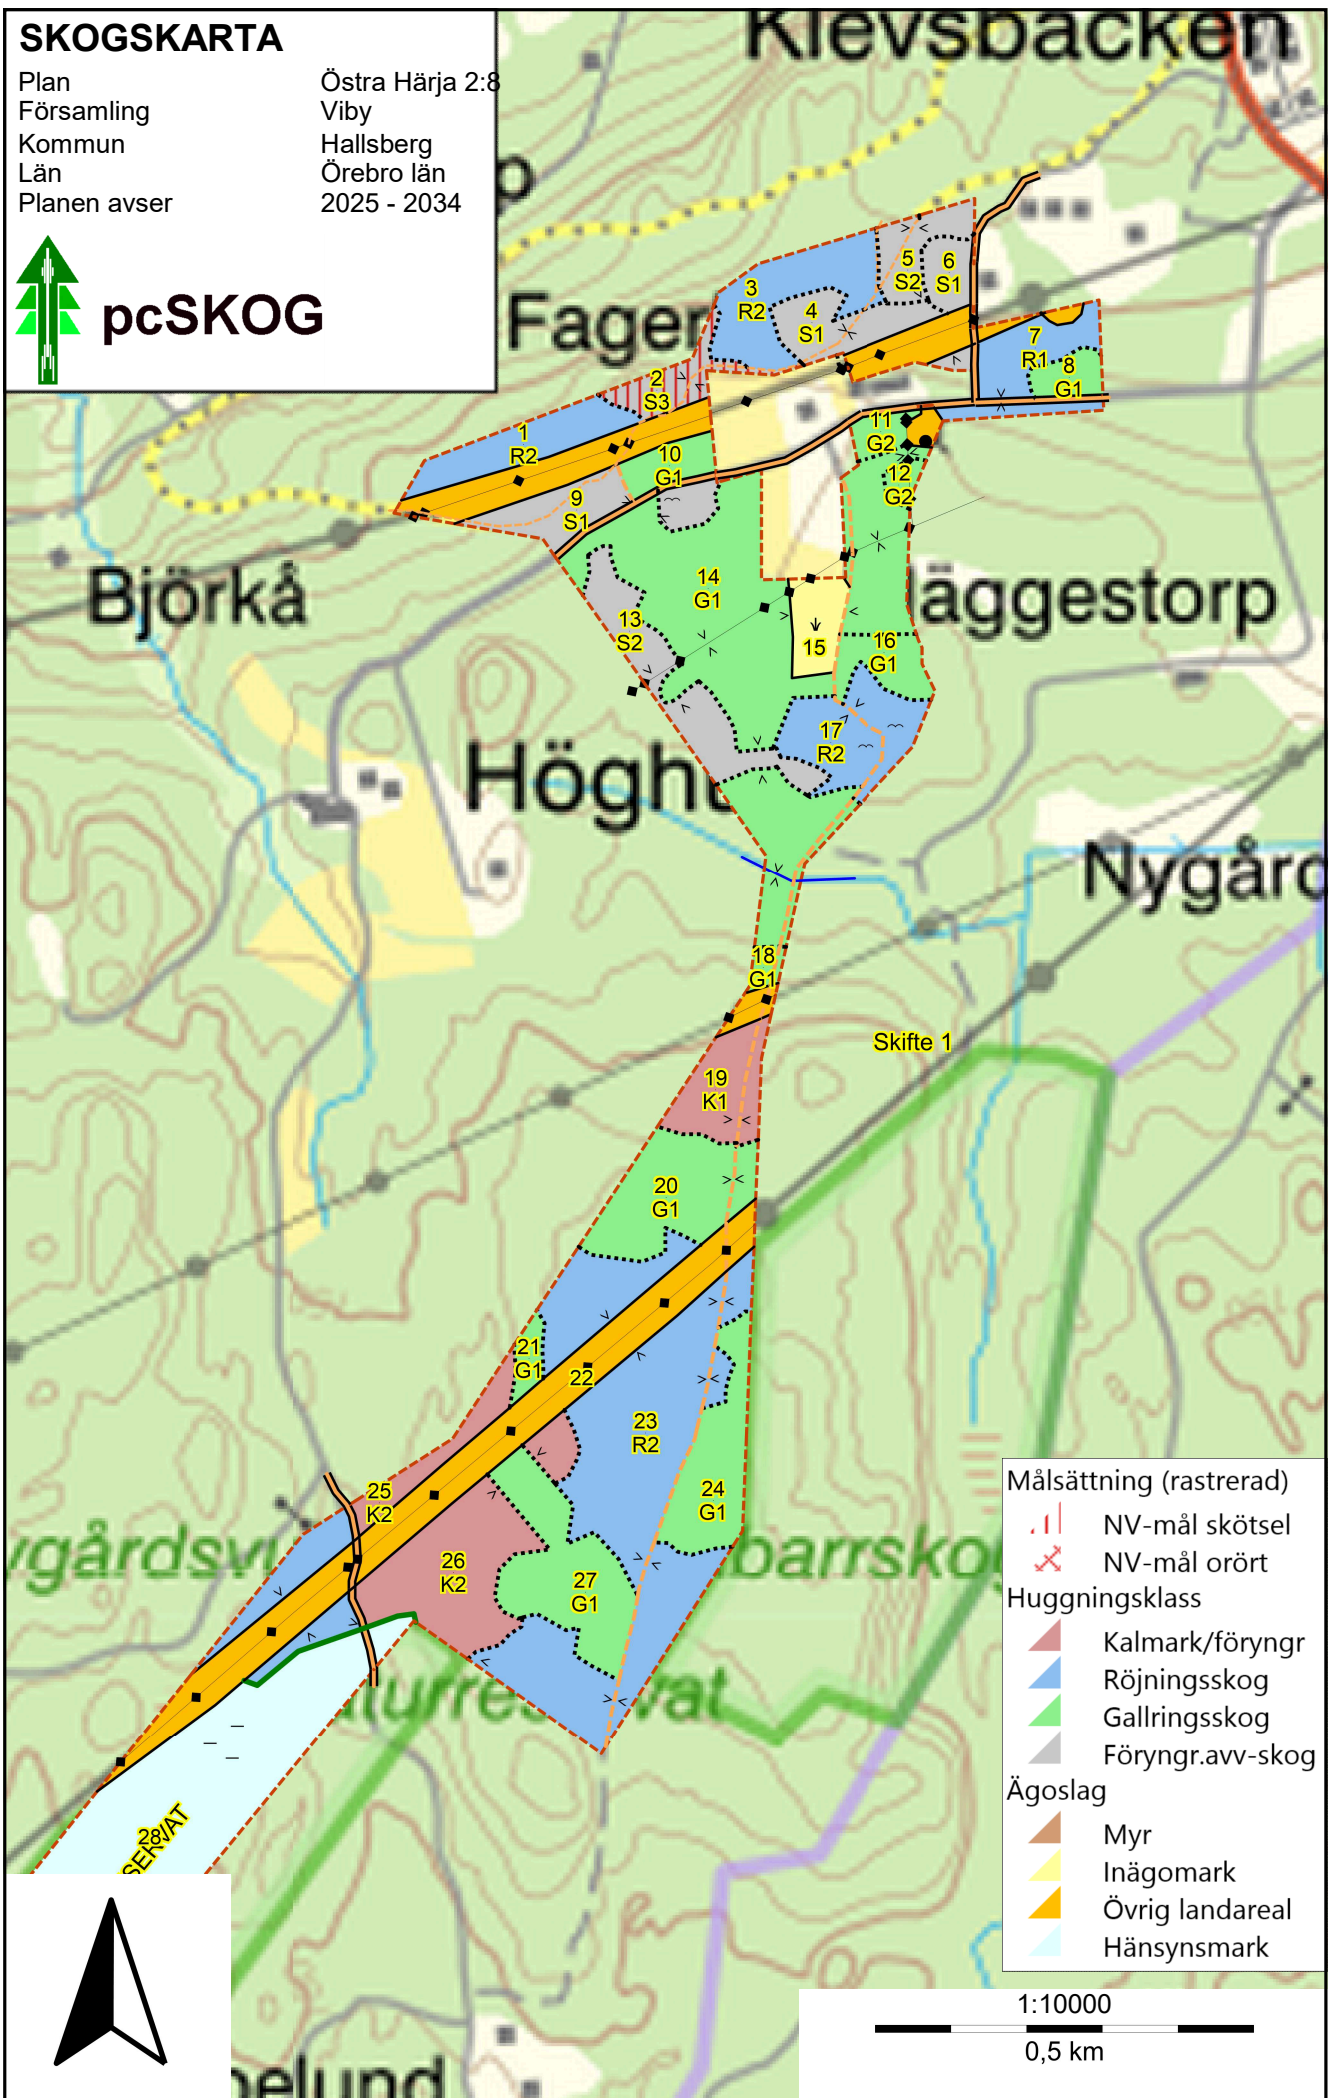 SKOGSKARTA
Plan Östra Härja 2:8
Församling Viby
Kommun Hallsberg
Län Örebro län
Planen avser 2025 - 2034
pcSKOG
Klevsbacken
p
Fager
Björkå
äggestorp
Högh
Nygård
barrsko
pelund
1
R2
2
S3
3
R2
4
S1
5
S2
6
S1
7
R1
8
G1
9
S1
10
G1
11
G2
12
G2
13
S2
14
G1
15
16
G1
17
R2
18
G1
Skifte 1
19
K1
20
G1
21
G1
22
23
R2
24
G1
25
K2
26
K2
27
G1
28
Målsättning (rastrerad)
NV-mål skötsel
NV-mål orört
Huggningsklass
Kalmark/föryngr
Röjningsskog
Gallringsskog
Föryngr.avv-skog
Ägoslag
Myr
Inägomark
Övrig landareal
Hänsynsmark
1:10000
0,5 km